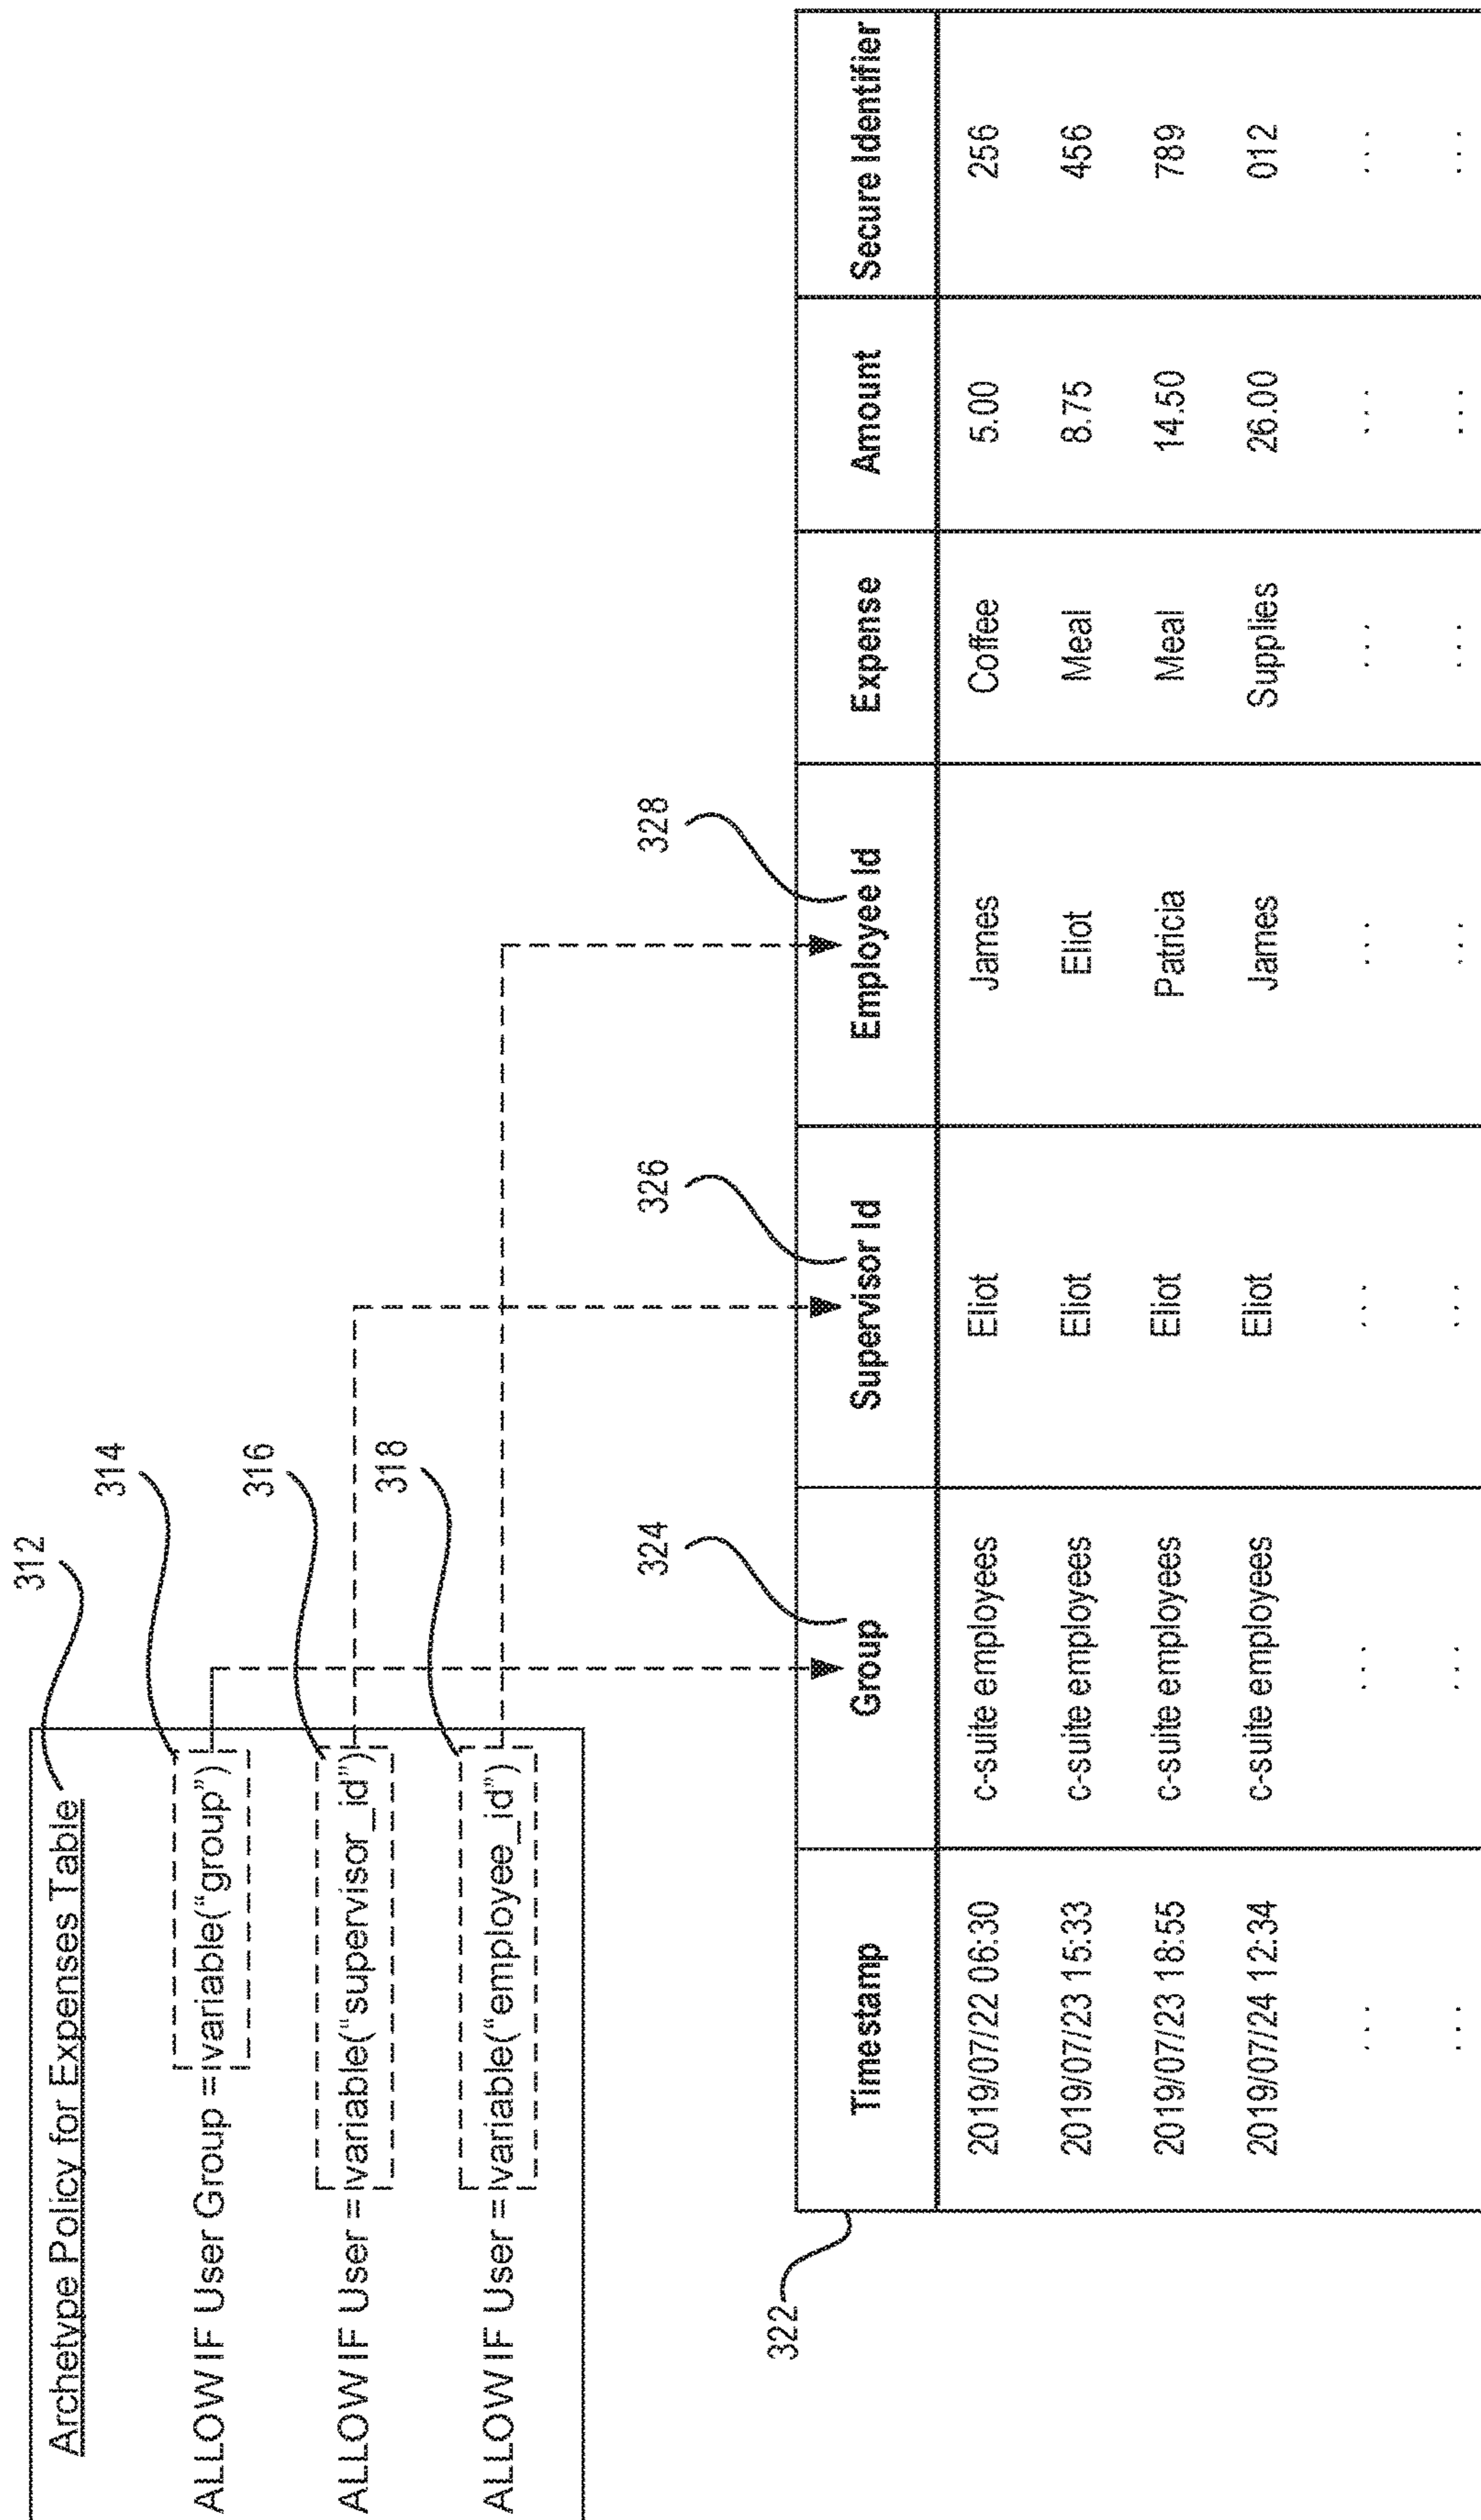 Archetype Policy for Expenses Table
312
ALLOW IF User Group = variable("group")
314
ALLOW IF User = variable("supervisor_id")
316
ALLOW IF User = variable("employee_id")
318
322
324
326
328
Timestamp Group Supervisor Id Employee Id Expense Amount Secure Identifier
2019/07/22 06:30 c-suite employees Eliot James Coffee 5.00 256
2019/07/23 15:33 c-suite employees Eliot Eliot Meal 8.75 456
2019/07/23 18:55 c-suite employees Eliot Patricia Meal 14.50 789
2019/07/24 12:34 c-suite employees Eliot James Supplies 26.00 012
... ... ... ... ... ... ...
... ... ... ... ... ... ...